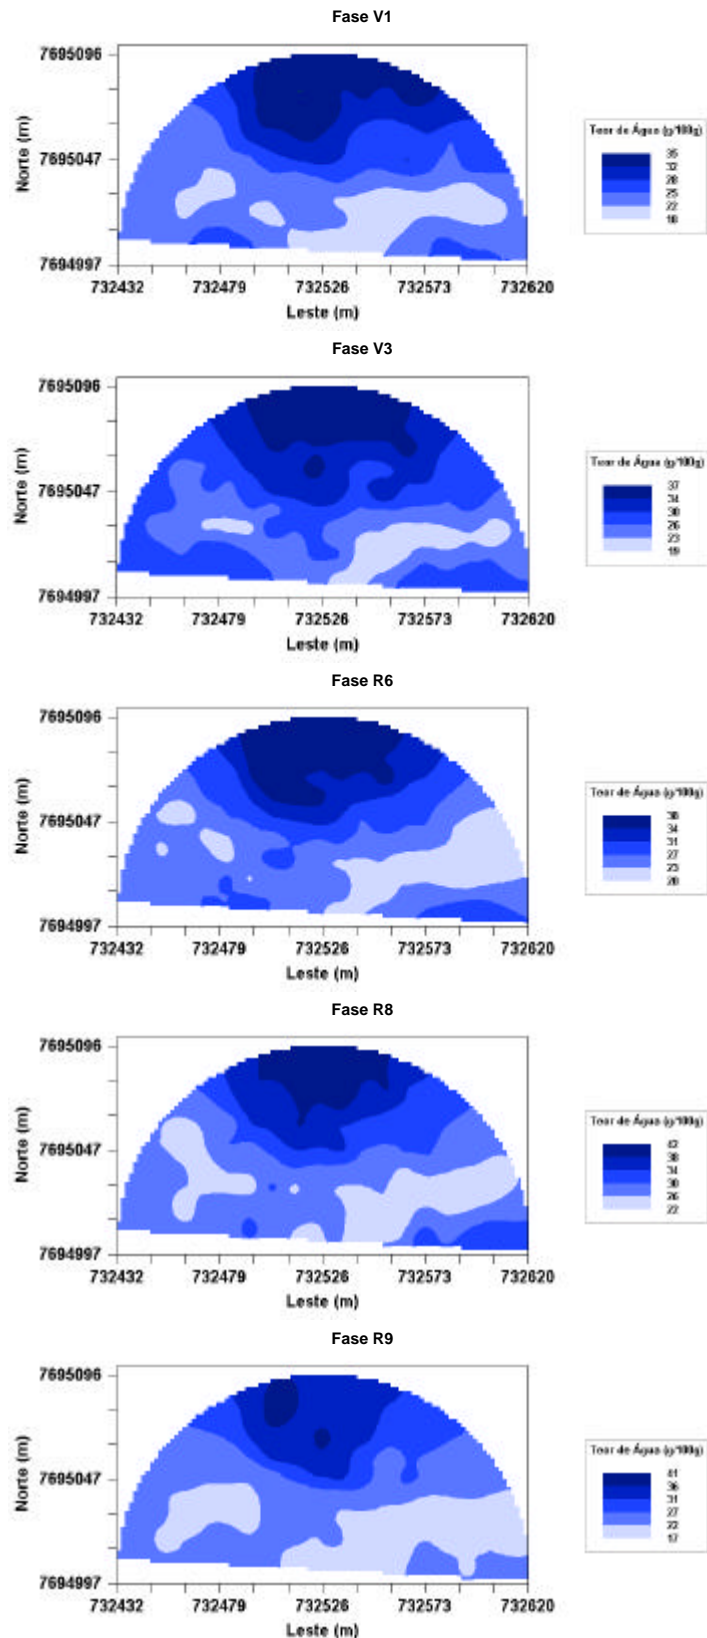 Fase V1
7695096
7695047
7694997
Norte (m)
732432 732479 732526 732573 732620
Leste (m)
Teor de Água (g/100g)
35
32
28
25
22
18
Fase V3
7695096
7695047
7694997
Norte (m)
732432 732479 732526 732573 732620
Leste (m)
Teor de Água (g/100g)
37
34
30
26
23
19
Fase R6
7695096
7695047
7694997
Norte (m)
732432 732479 732526 732573 732620
Leste (m)
Teor de Água (g/100g)
34
31
27
23
20
Fase R8
7695096
7695047
7694997
Norte (m)
732432 732479 732526 732573 732620
Leste (m)
Teor de Água (g/100g)
42
38
34
30
26
22
Fase R9
7695096
7695047
7694997
Norte (m)
732432 732479 732526 732573 732620
Leste (m)
Teor de Água (g/100g)
41
36
31
27
22
17